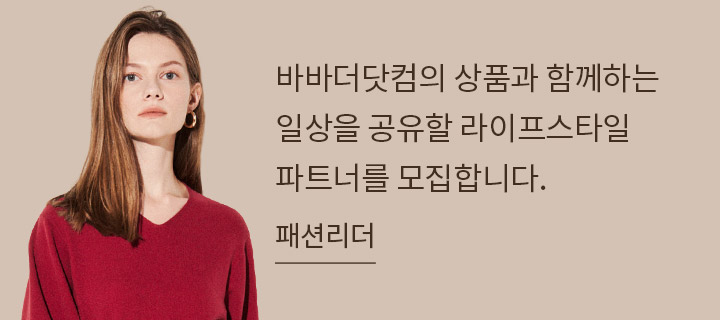 바바더닷컴의 상품과 함께하는
일상을 공유할 라이프스타일
파트너를 모집합니다.
패션리더